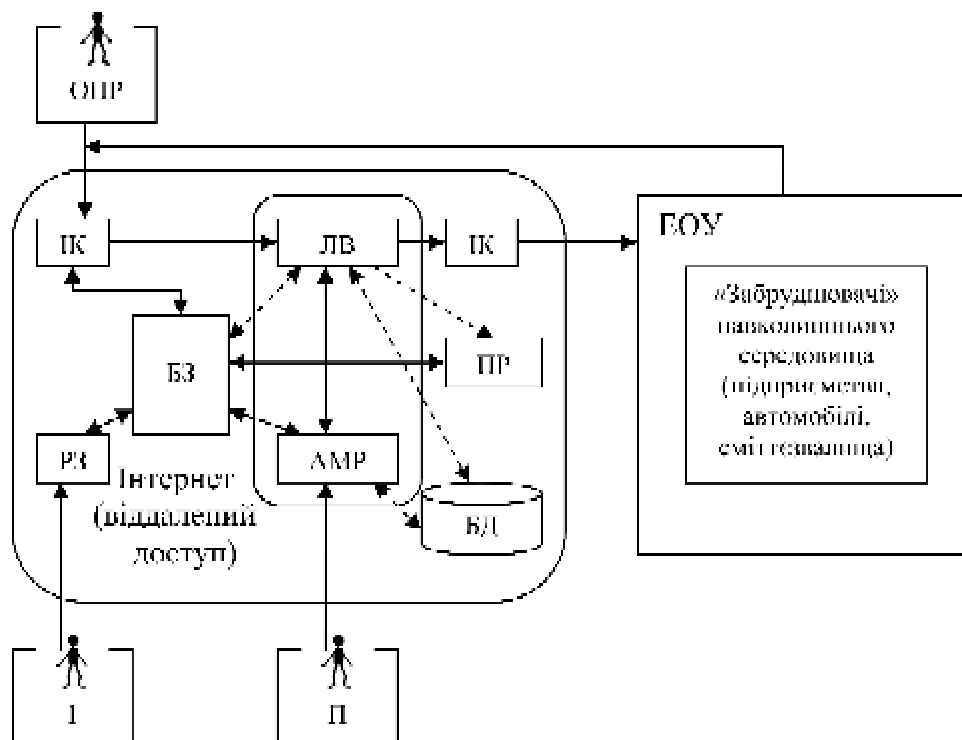 ОПР
ІК
ЛВ
ІК
ЕОУ
«Забруднювачі»
навколишнього
середовища
(підприємства,
автомобілі,
сміттєзвалища)
БЗ
ПР
РЗ
АМР
Інтернет
(віддалений
доступ)
БД
І
П